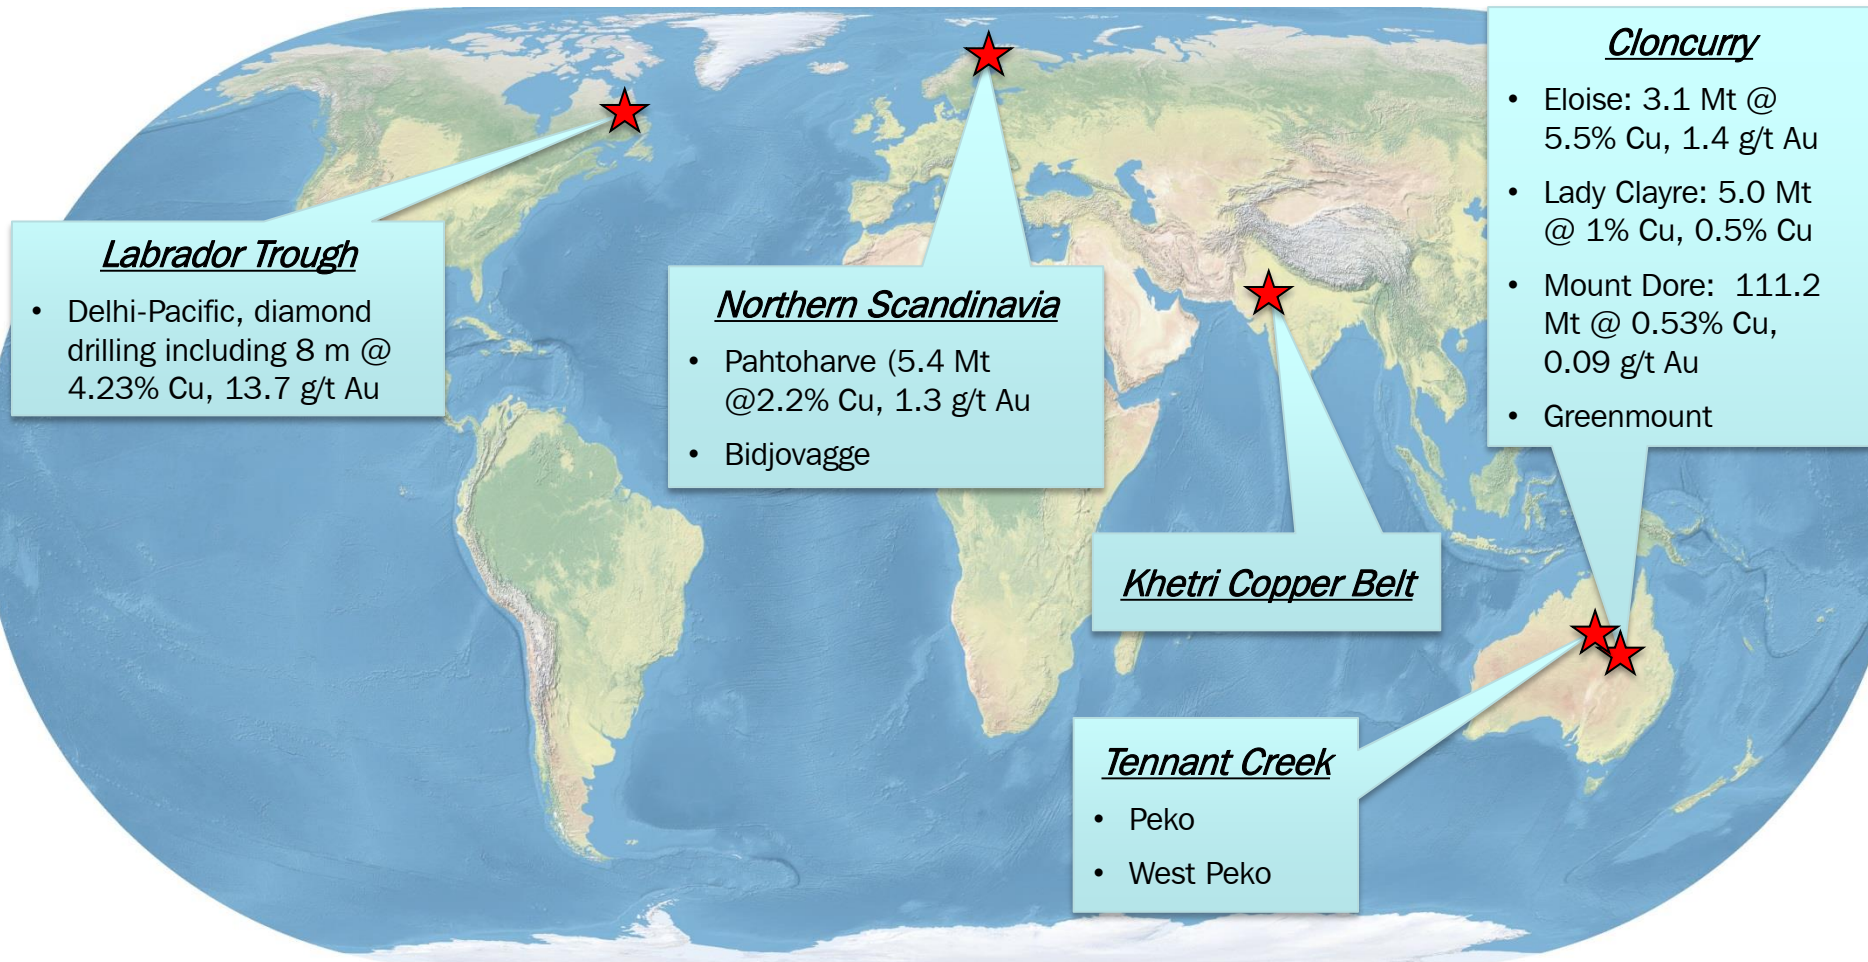 Labrador Trough
• Delhi-Pacific, diamond
drilling including 8 m @
4.23% Cu, 13.7 g/t Au
Northern Scandinavia
• Pahtoharve (5.4 Mt
@2.2% Cu, 1.3 g/t Au
• Bidjovagge
Khetri Copper Belt
Tennant Creek
• Peko
• West Peko
Cloncurry
• Eloise: 3.1 Mt @
5.5% Cu, 1.4 g/t Au
• Lady Clayre: 5.0 Mt
@ 1% Cu, 0.5% Cu
• Mount Dore: 111.2
Mt @ 0.53% Cu,
0.09 g/t Au
• Greenmount